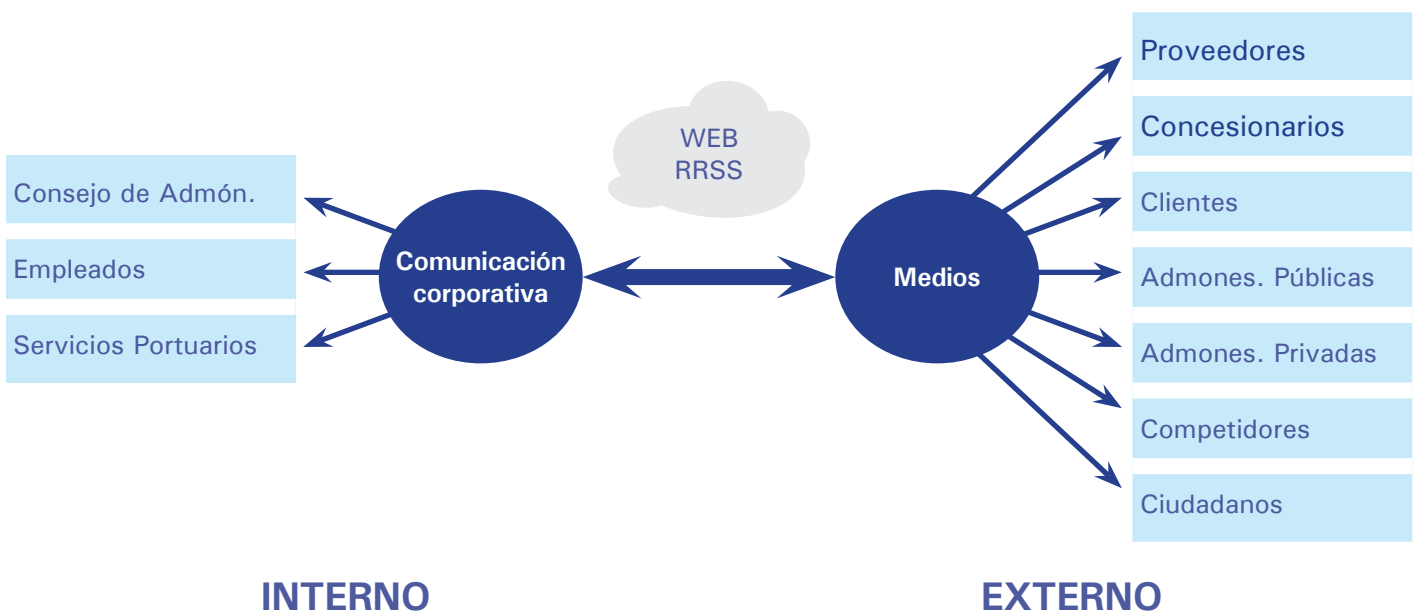 Consejo de Admón.
Empleados
Servicios Portuarios
Comunicación
corporativa
WEB
RRSS
Medios
Proveedores
Concesionarios
Clientes
Admones. Públicas
Admones. Privadas
Competidores
Ciudadanos
INTERNO
EXTERNO